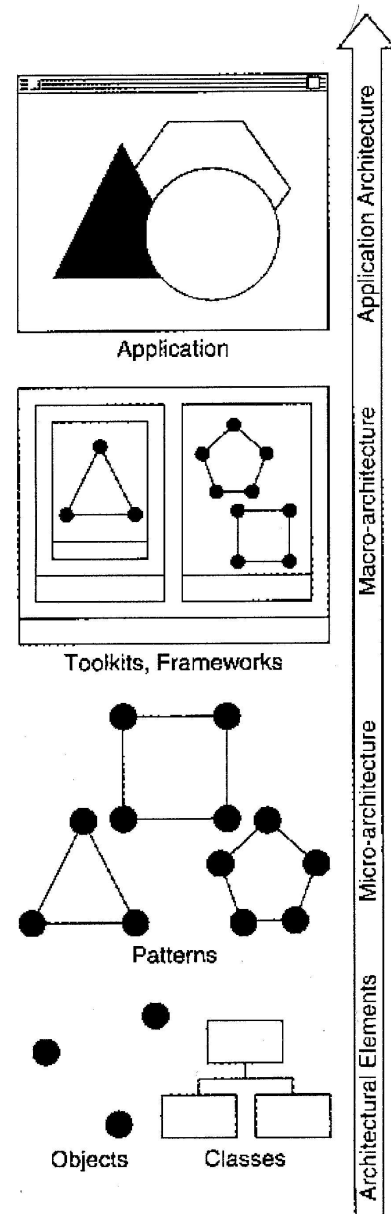 Application
Toolkits, Frameworks
Patterns
Objects
Classes
Application Architecture
Macro-architecture
Micro-architecture
Architectural Elements